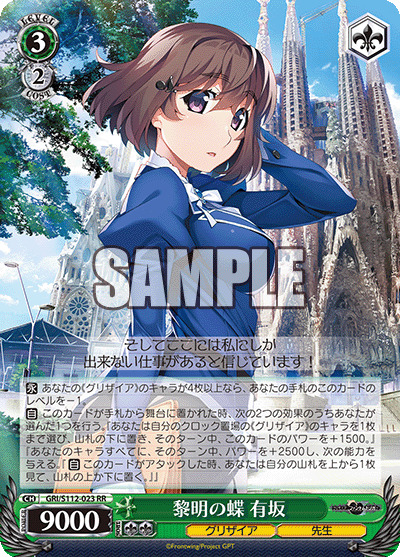 LEVEL
3
2
COST
SAMPLE
そしてここには私にしか
出来ない仕事があると信じています！
永 あなたの《グリザイア》のキャラが4枚以上なら、あなたの手札のこのカードの
レベルを－1。
自 このカードが手札から舞台に置かれた時、次の2つの効果のうちあなたが
選んだ1つを行う。『あなたは自分のクロック置場の《グリザイア》のキャラを1枚
まで選び、山札の下に置き、そのターン中、このカードのパワーを＋1500。』
『あなたのキャラすべてに、そのターン中、パワーを＋2500し、次の能力を
与える。『自 このカードがアタックした時、あなたは自分の山札を上から1枚
見て、山札の上か下に置く。』』
CD GRI/S112-023 RR
黎明の蝶 有坂
POWER
9000
SOUL
グリザイア
先生
©Frontwing/Project GPT